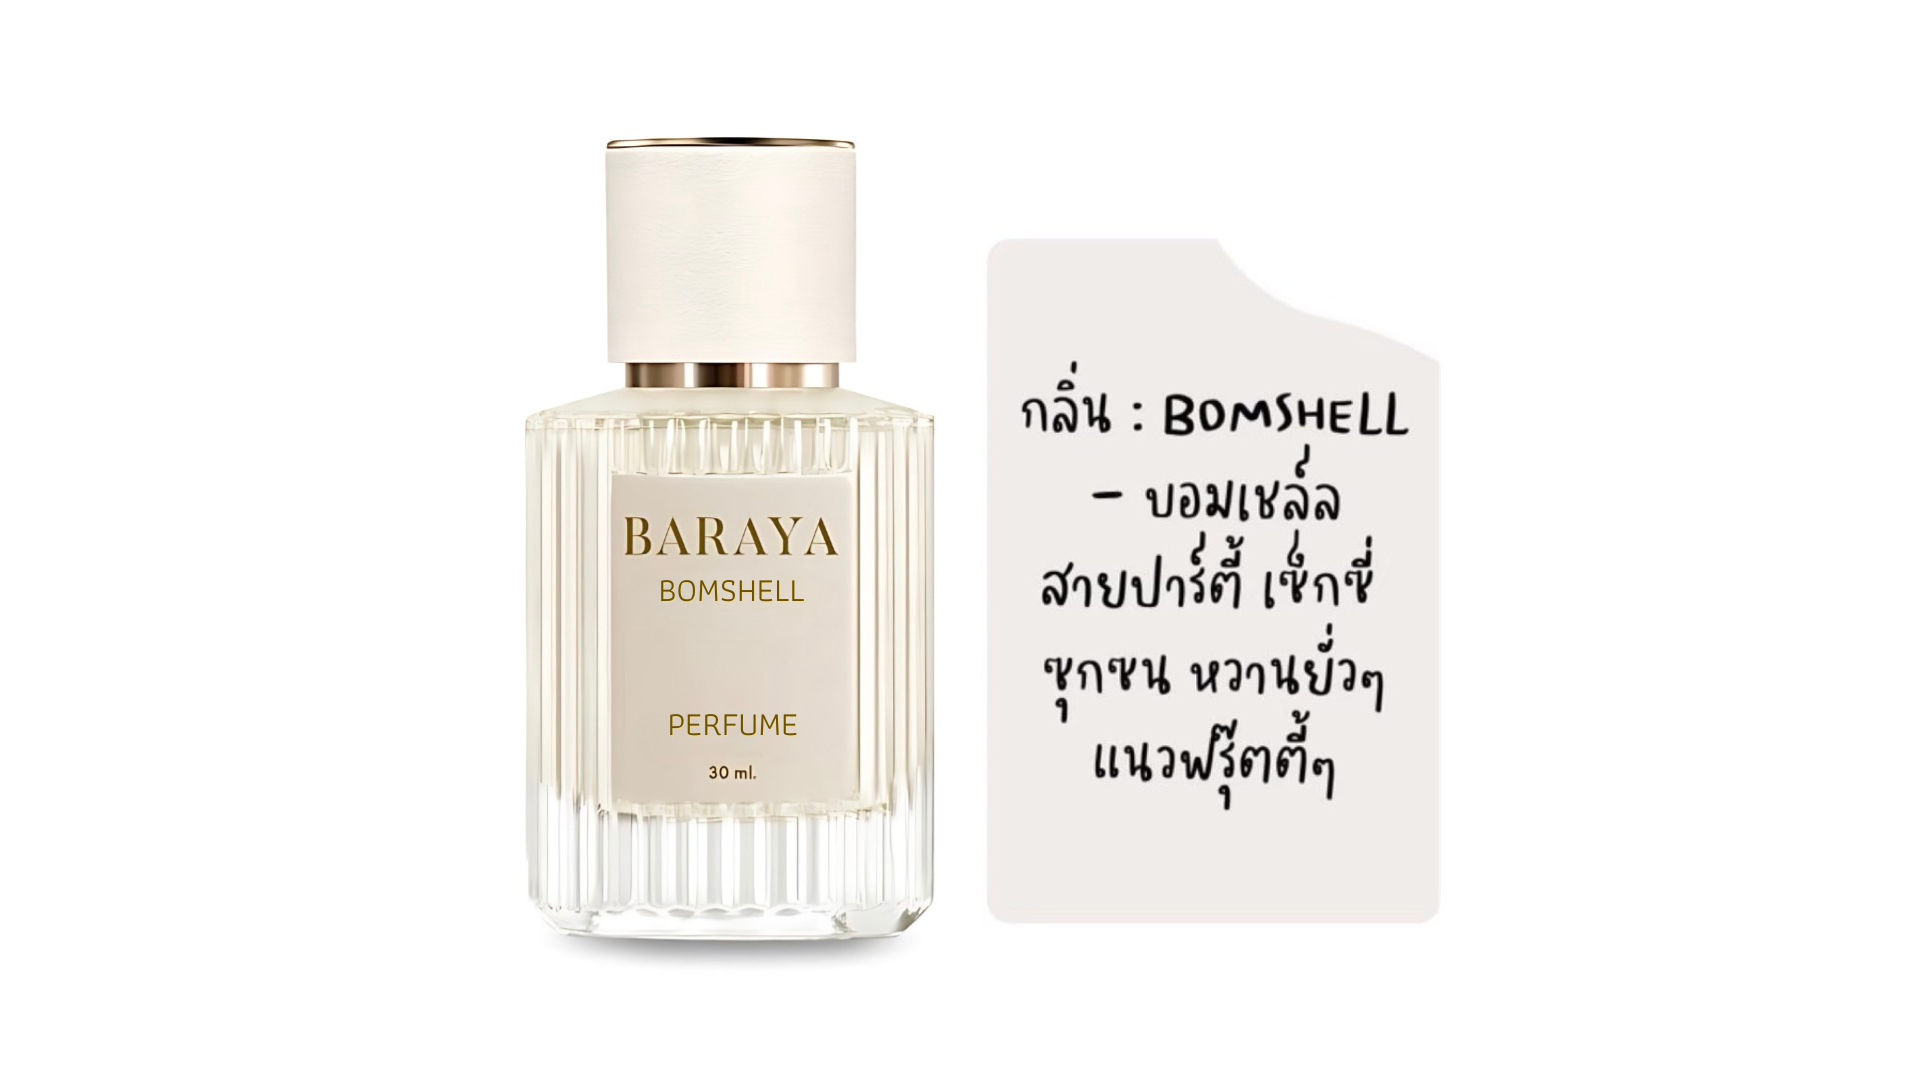 BARAYA
BOMSHELL
PERFUME
30 ml.
กลิ่น : BOMSHELL
- บอมเชล์ล
สายปาร์ตี้ เซ็กซี่
ซุกซน หวานยั่วๆ
แนวฟรุ๊ตตี้ๆ